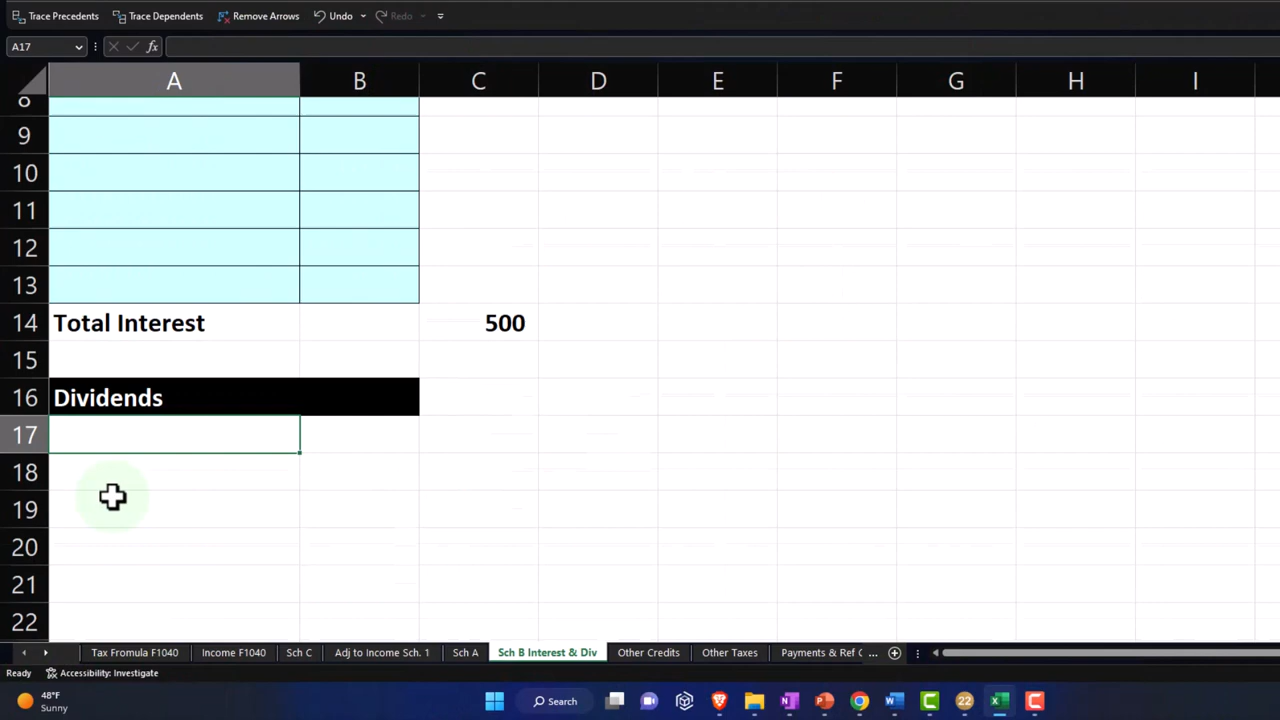 Trace Precedents Trace Dependents Remove Arrows Undo Redo
A17 fx
A B C D E F G H I
8
9
10
11
12
13
14 Total Interest 500
15
16 Dividends
17
18
19
20
21
22
Tax Fromula F1040 Income F1040 Sch C Adj to Income Sch. 1 Sch A Sch B Interest & Div Other Credits Other Taxes Payments & Ref C ...
Ready Accessibility: Investigate
48°F
Sunny
Search
22